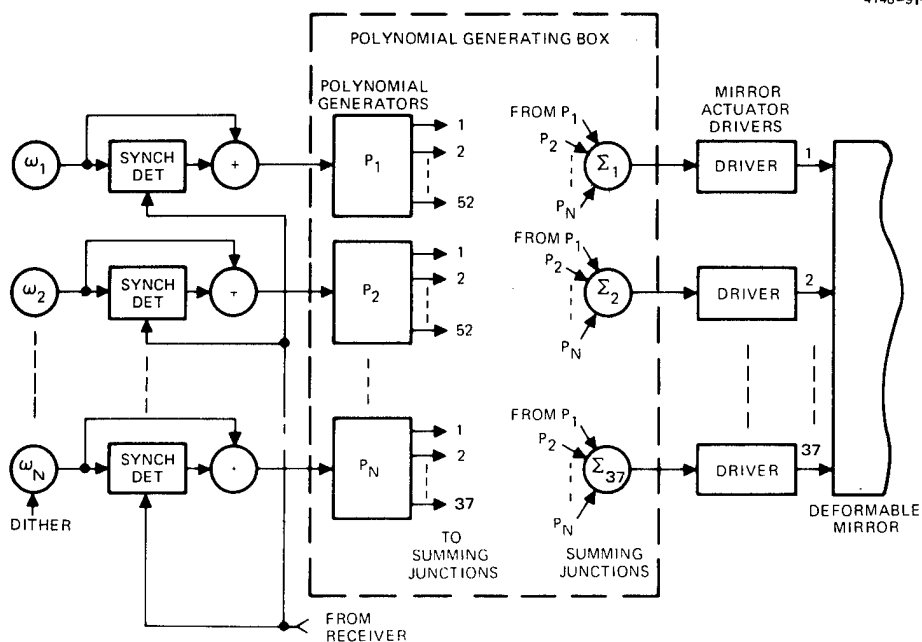 POLYNOMIAL GENERATING BOX
POLYNOMIAL
GENERATORS
MIRROR
ACTUATOR
DRIVERS
ω1
SYNCH
DET
+
P1
1
2
52
FROM P1
P2
PN
Σ1
DRIVER
1
ω2
SYNCH
DET
P2
1
2
52
FROM P1
P2
PN
Σ2
DRIVER
2
ωN
SYNCH
DET
PN
1
2
37
FROM P1
P2
PN
Σ37
DRIVER
37
DITHER
TO
SUMMING
JUNCTIONS
SUMMING
JUNCTIONS
DEFORMABLE
MIRROR
FROM
RECEIVER